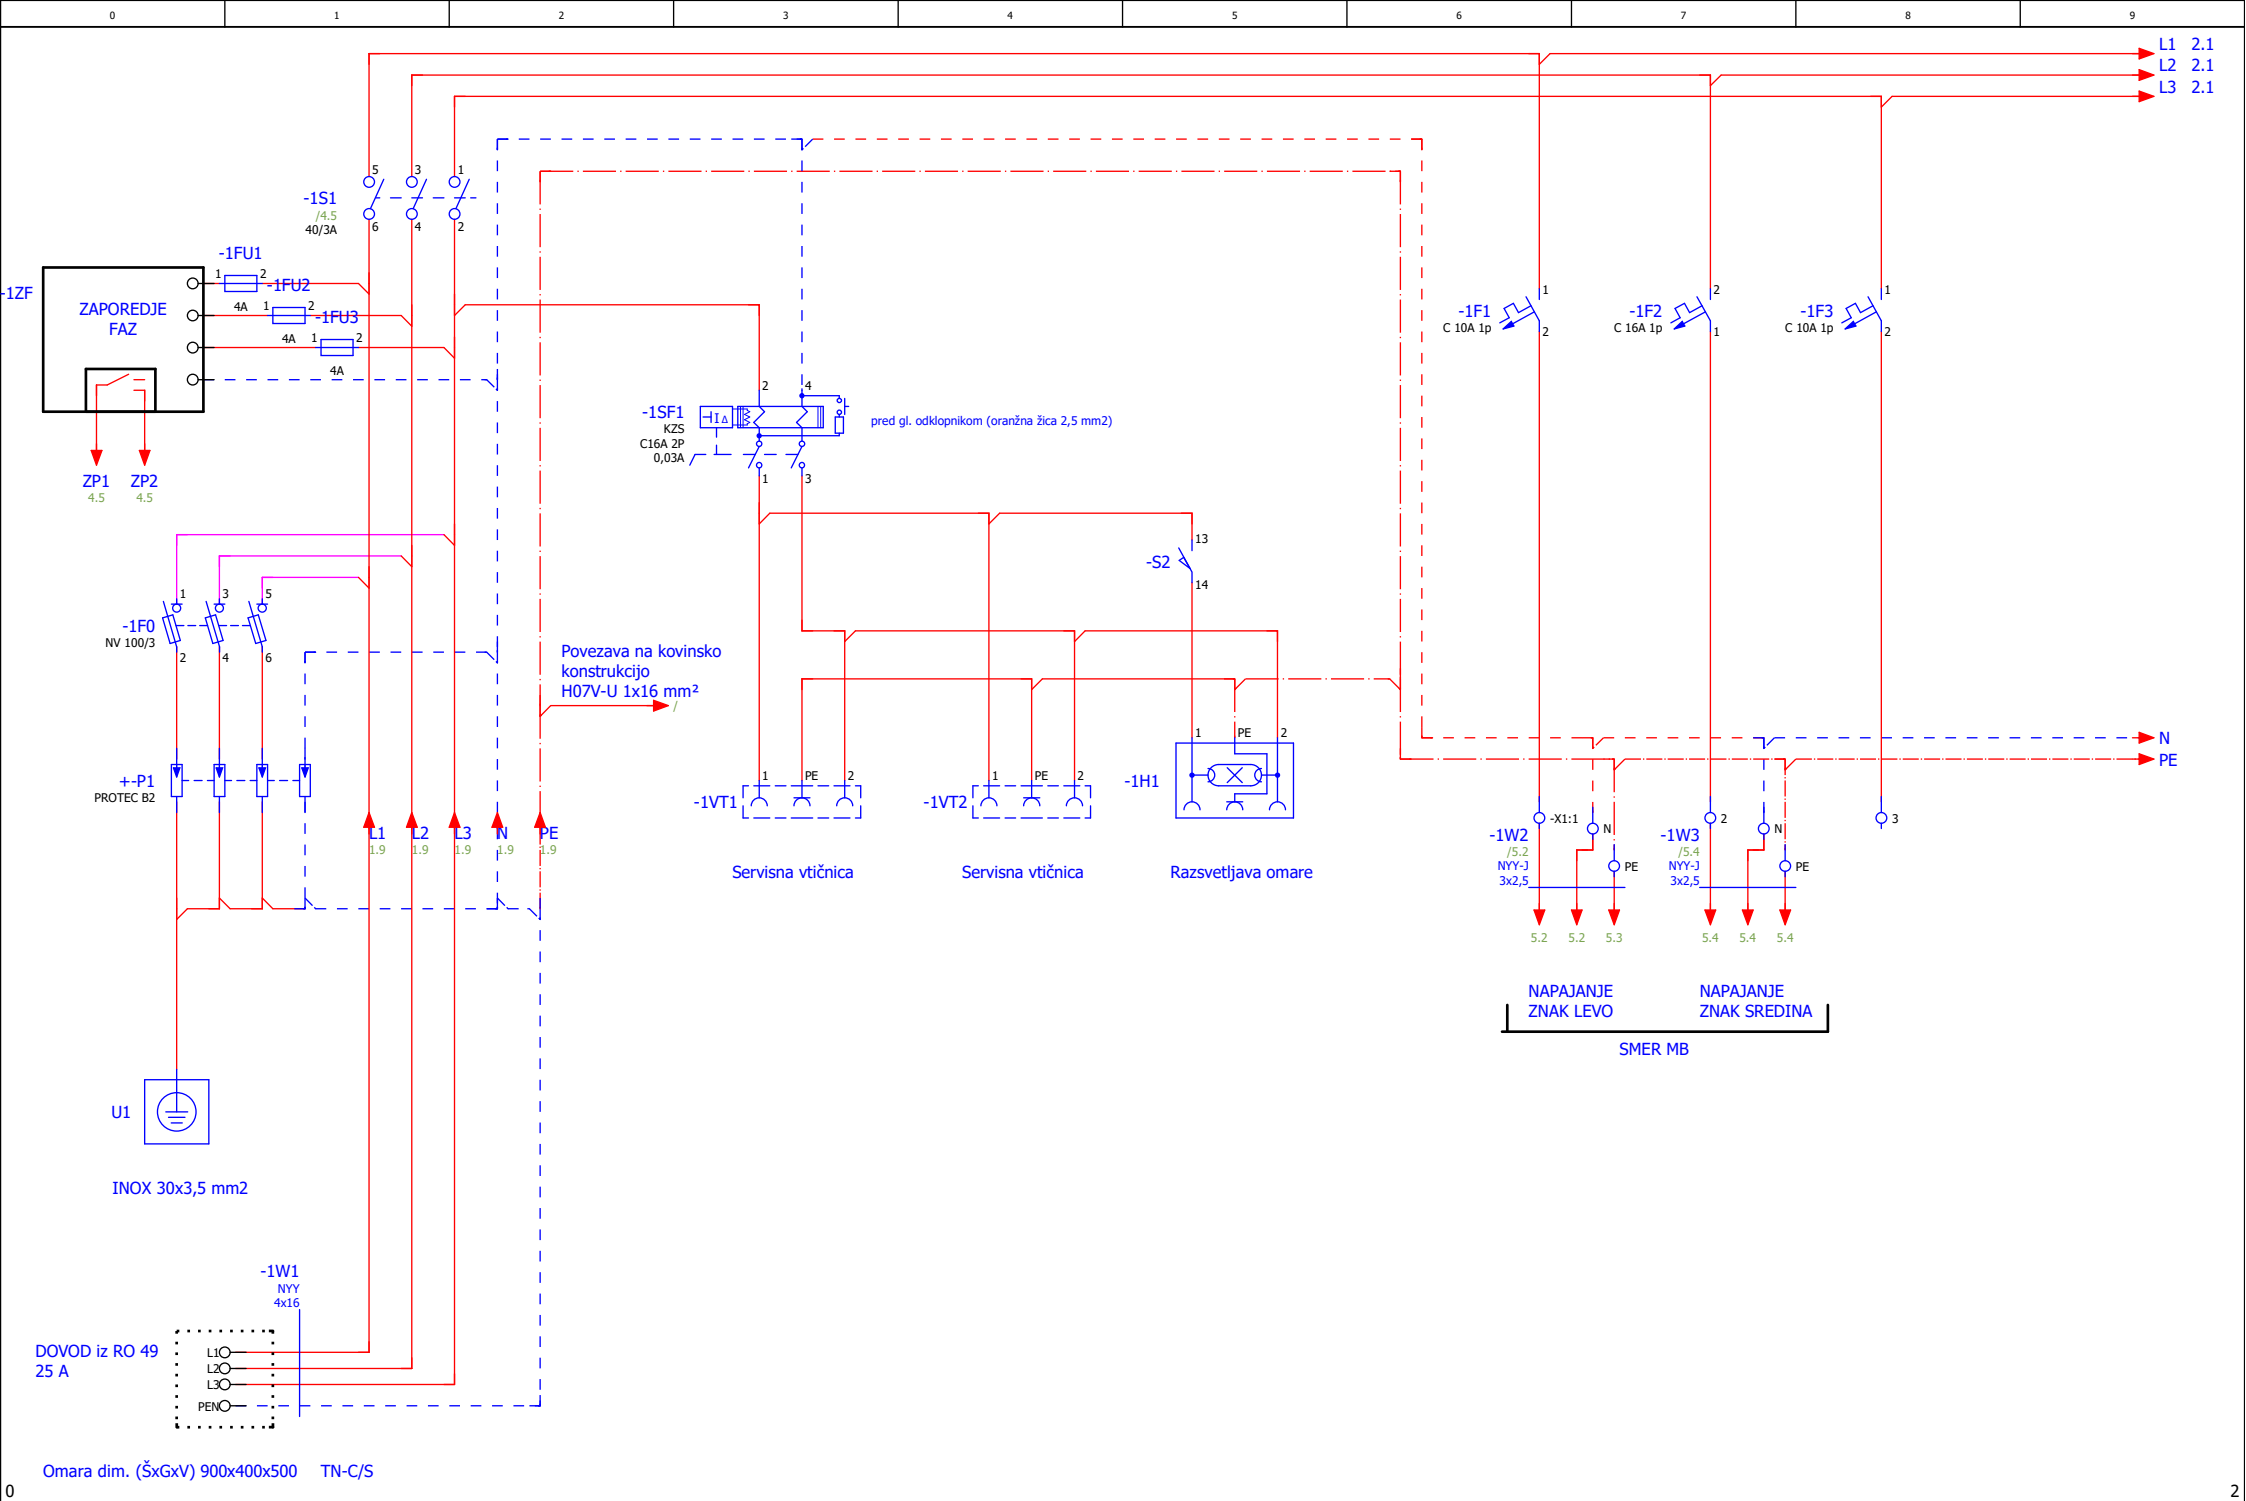 0 1 2 3 4 5 6 7 8 9
L1 2.1
L2 2.1
L3 2.1
5 3 1
-1S1
/4.5
40/3A
6 4 2
-1ZF
ZAPOREDJE
FAZ
-1FU1
1 2
4A
-1FU2
1 2
4A
-1FU3
1 2
4A
ZP1 ZP2
4.5 4.5
2 4
-1SF1
KZS
C16A 2P
0,03A
I Δ
1 3
pred gl. odklopnikom (oranžna žica 2,5 mm2)
-1F1
C 10A 1p
1
2
-1F2
C 16A 1p
2
1
-1F3
C 10A 1p
1
2
-S2
13
14
1 3 5
-1F0
NV 100/3
2 4 6
Povezava na kovinsko
konstrukcijo
H07V-U 1x16 mm²
/
+-P1
PROTEC B2
L1 L2 L3 N PE
1.9 1.9 1.9 1.9 1.9
-1VT1
1 PE 2
Servisna vtičnica
-1VT2
1 PE 2
Servisna vtičnica
-1H1
1 PE 2
Razsvetljava omare
N
PE
-X1:1
N
PE
-1W2
/5.2
NYY-J
3x2,5
5.2 5.2 5.3
2
N
PE
-1W3
/5.4
NYY-J
3x2,5
5.4 5.4 5.4
3
NAPAJANJE
ZNAK LEVO
NAPAJANJE
ZNAK SREDINA
SMER MB
U1
INOX 30x3,5 mm2
-1W1
NYY
4x16
DOVOD iz RO 49
25 A
L1
L2
L3
PEN
Omara dim. (ŠxGxV) 900x400x500 TN-C/S
0
2